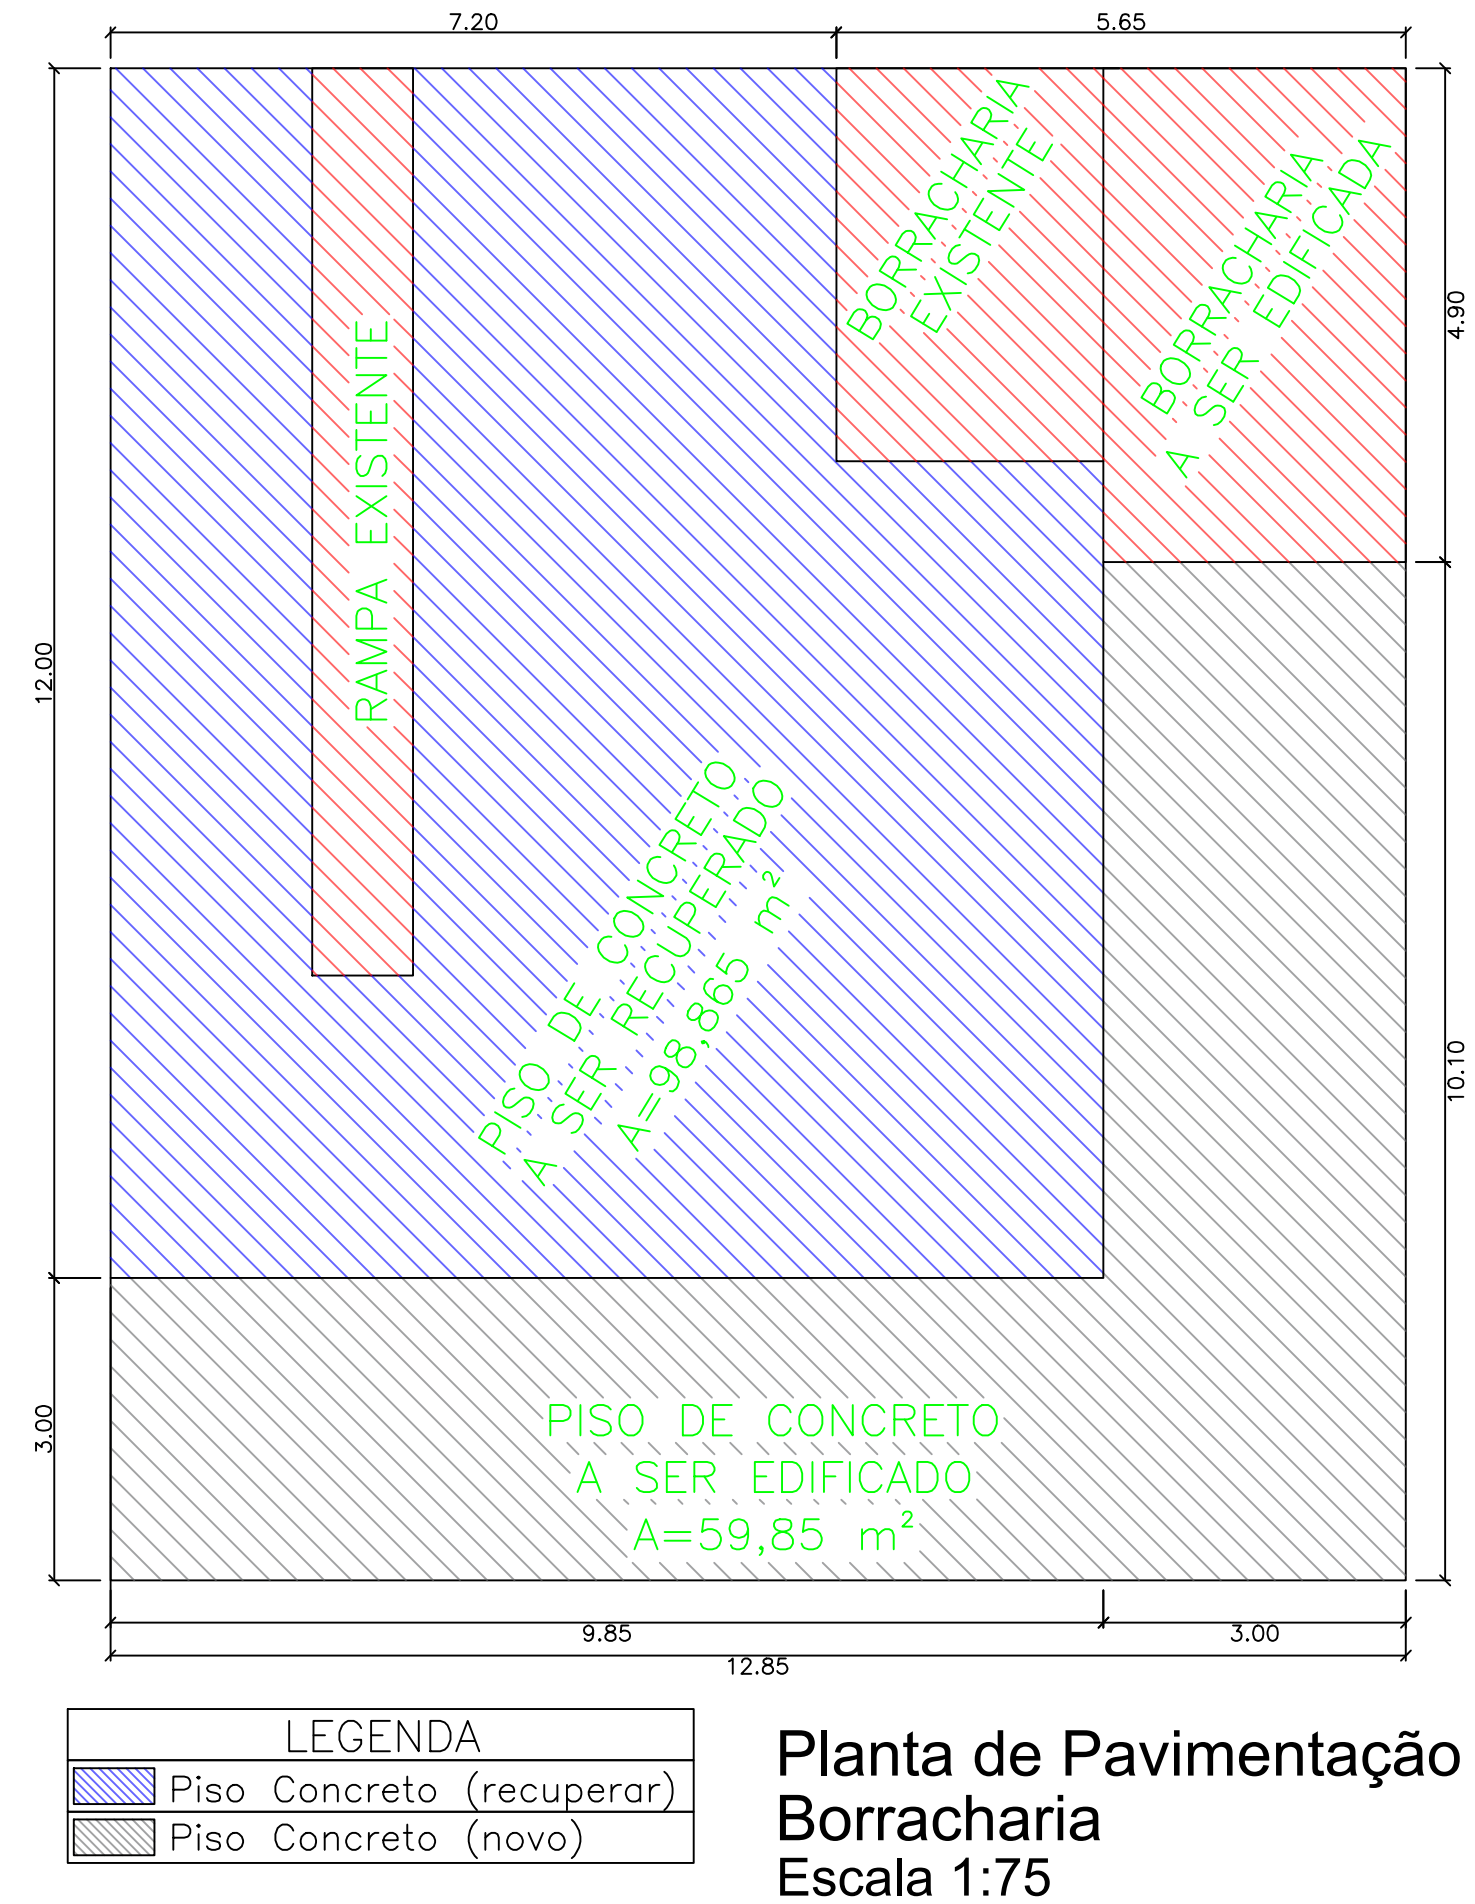 7.20
5.65
BORRACHARIA
EXISTENTE
BORRACHARIA
A SER EDIFICADA
4.90
RAMPA EXISTENTE
12.00
PISO DE CONCRETO
A SER RECUPERADO
A=98,865 m²
10.10
3.00
PISO DE CONCRETO
A SER EDIFICADO
A=59,85 m²
9.85
3.00
12.85
LEGENDA
Piso Concreto (recuperar)
Piso Concreto (novo)
Planta de Pavimentação
Borracharia
Escala 1:75